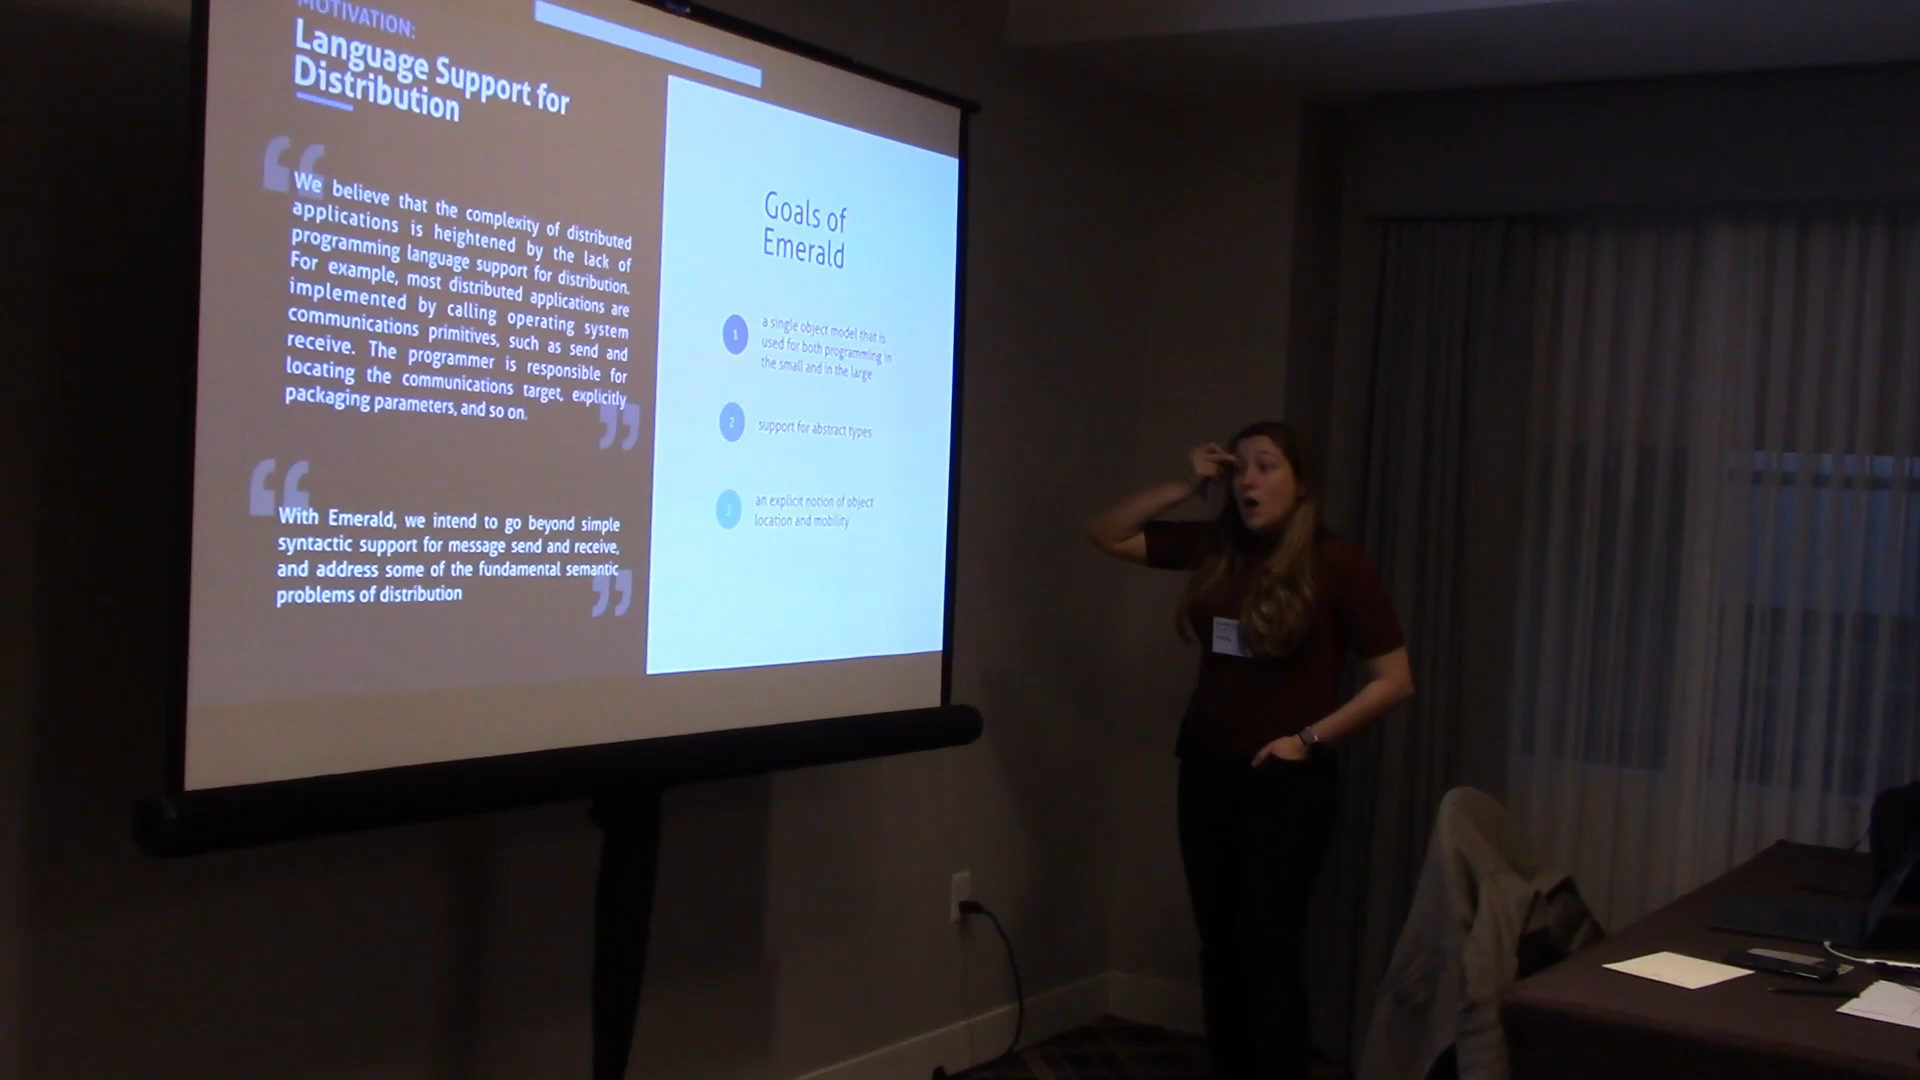 MOTIVATION:
Language Support for
Distribution
“
We believe that the complexity of distributed
applications is heightened by the lack of
programming language support for distribution.
For example, most distributed applications are
implemented by calling operating system
communications primitives, such as send and
receive. The programmer is responsible for
locating the communications target, explicitly
packaging parameters, and so on.
”
“
With Emerald, we intend to go beyond simple
syntactic support for message send and receive,
and address some of the fundamental semantic
problems of distribution
”
Goals of
Emerald
1
a single object model that is
used for both programming in
the small and in the large
2
support for abstract types
3
an explicit notion of object
location and mobility